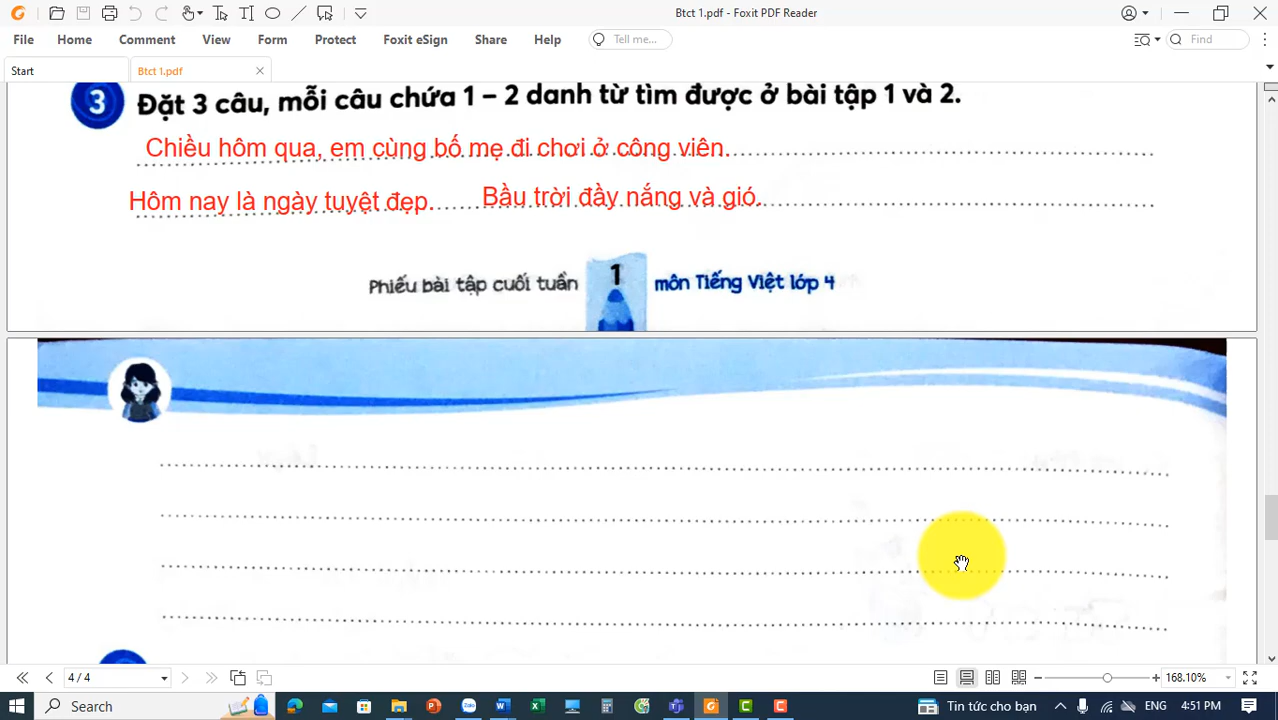 Btct 1.pdf - Foxit PDF Reader
File Home Comment View Form Protect Foxit eSign Share Help Tell me... Find
Start Btct 1.pdf
3 Đặt 3 câu, mỗi câu chứa 1 – 2 danh từ tìm được ở bài tập 1 và 2.
Chiều hôm qua, em cùng bố mẹ đi chơi ở công viên.
Hôm nay là ngày tuyệt đẹp. Bầu trời đầy nắng và gió.
Phiếu bài tập cuối tuần 1 môn Tiếng Việt lớp 4
4 / 4 168.10%
Search Tin tức cho bạn ENG 4:51 PM